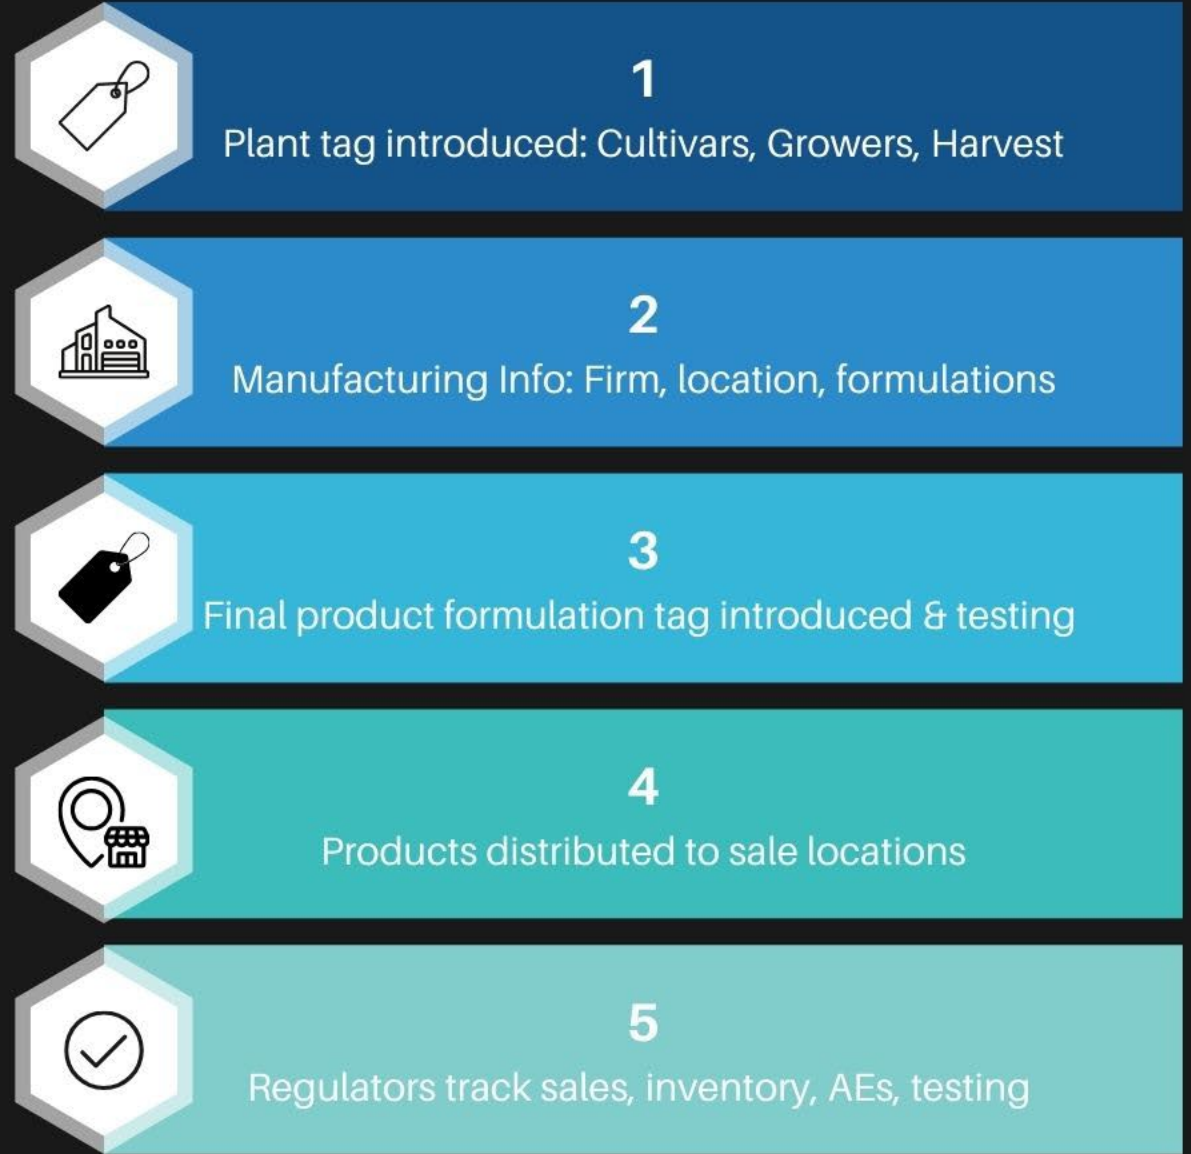 1
Plant tag introduced: Cultivars, Growers, Harvest
2
Manufacturing Info: Firm, location, formulations
3
Final product formulation tag introduced & testing
4
Products distributed to sale locations
5
Regulators track sales, inventory, AEs, testing